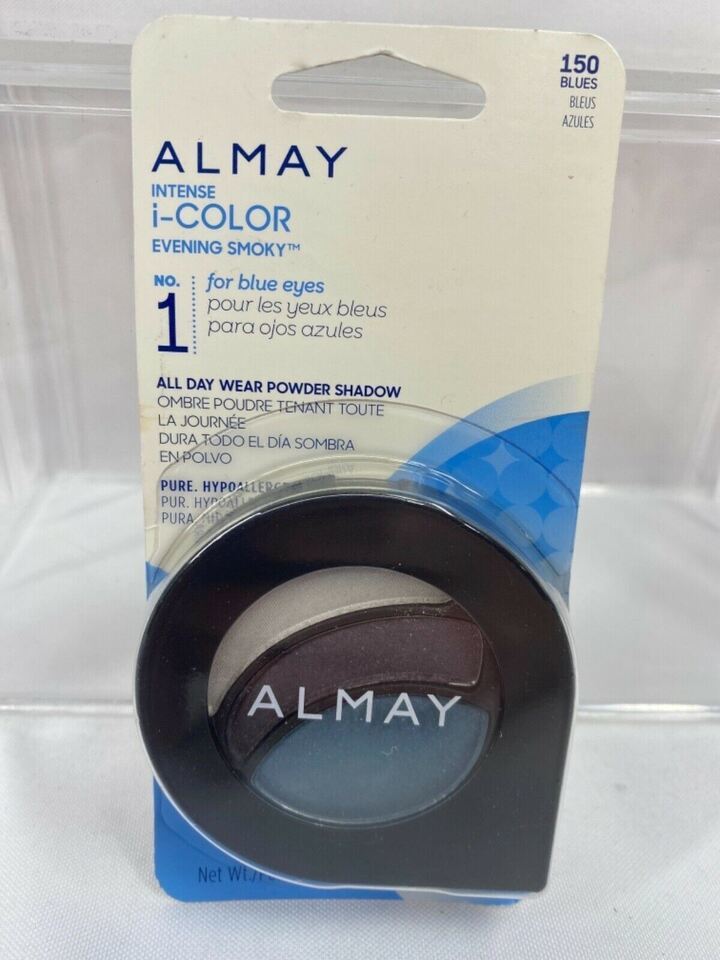 150
BLUES
BLEUS
AZULES
ALMAY
INTENSE
i-COLOR
EVENING SMOKY™
NO.
1
for blue eyes
pour les yeux bleus
para ojos azules
ALL DAY WEAR POWDER SHADOW
OMBRE POUDRE TENANT TOUTE
LA JOURNÉE
DURA TODO EL DÍA SOMBRA
EN POLVO
PURE.
PUR.
PURA.
ALMAY
Net Wt./